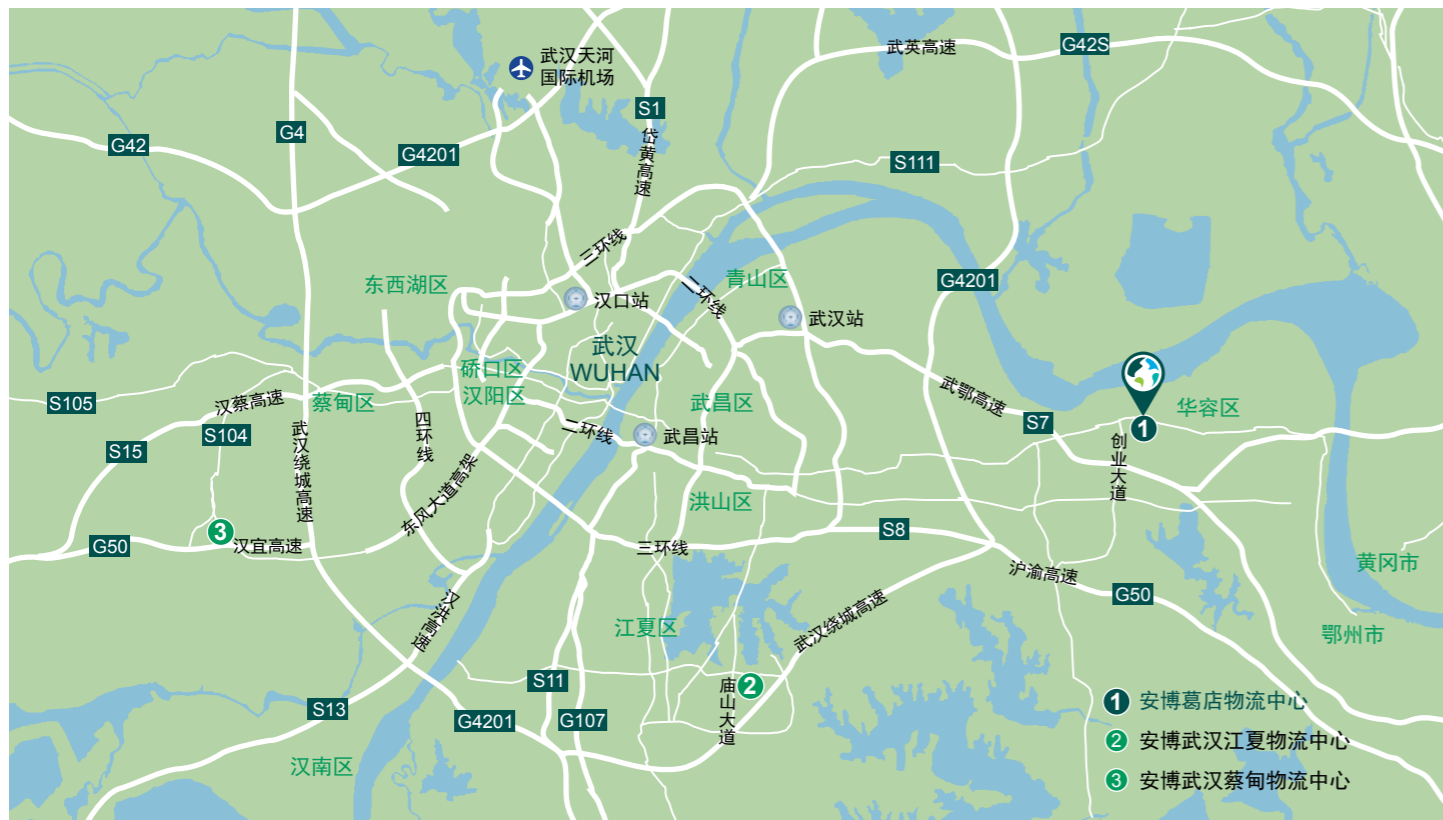 武汉天河
国际机场
武英高速
G42S
S1
G4
G42
G4201
岱黄高速
S111
三环线
东西湖区
青山区
G4201
二环线
汉口站
武汉站
武汉
WUHAN
硚口区
汉阳区
武昌区
武鄂高速
华容区
S105
汉蔡高速
蔡甸区
S104
S15
武汉绕城高速
四环线
二环线
武昌站
S7
1
创业大道
东风大道高架
洪山区
3
G50
汉宜高速
三环线
S8
沪渝高速
G50
黄冈市
鄂州市
汉洪高速
江夏区
武汉绕城高速
S11
庙山大道
2
S13
G4201
G107
汉南区
1 安博葛店物流中心
2 安博武汉江夏物流中心
3 安博武汉蔡甸物流中心